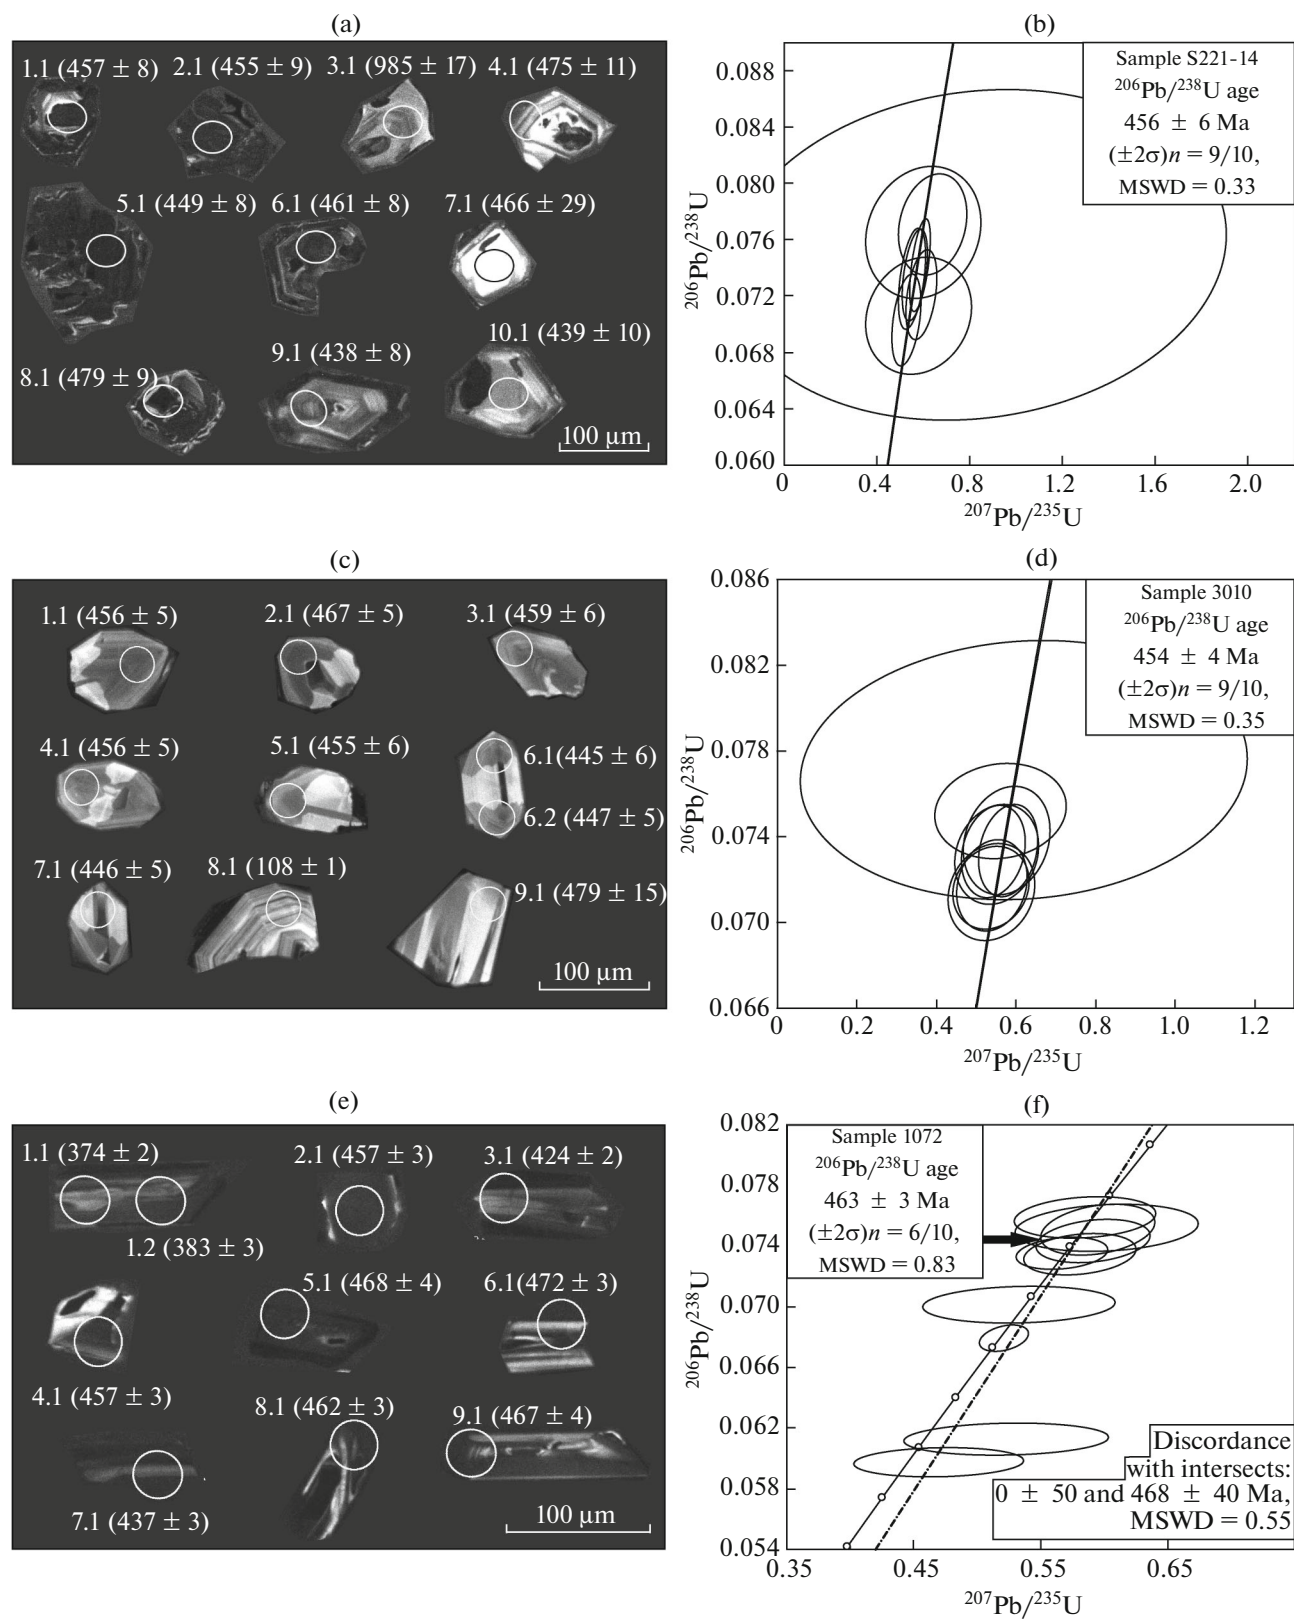 (a)
1.1 (457 ± 8) 2.1 (455 ± 9) 3.1 (985 ± 17) 4.1 (475 ± 11)
5.1 (449 ± 8) 6.1 (461 ± 8) 7.1 (466 ± 29)
8.1 (479 ± 9) 9.1 (438 ± 8) 10.1 (439 ± 10)
100 µm
(b)
Sample S221-14
206Pb/238U age
456 ± 6 Ma
(±2σ)n = 9/10,
MSWD = 0.33
206Pb/238U
0.088
0.084
0.080
0.076
0.072
0.068
0.064
0.060
0 0.4 0.8 1.2 1.6 2.0
207Pb/235U
(c)
1.1 (456 ± 5) 2.1 (467 ± 5) 3.1 (459 ± 6)
4.1 (456 ± 5) 5.1 (455 ± 6) 6.1(445 ± 6)
6.2 (447 ± 5)
7.1 (446 ± 5) 8.1 (108 ± 1) 9.1 (479 ± 15)
100 µm
(d)
Sample 3010
206Pb/238U age
454 ± 4 Ma
(±2σ)n = 9/10,
MSWD = 0.35
206Pb/238U
0.086
0.082
0.078
0.074
0.070
0.066
0 0.2 0.4 0.6 0.8 1.0 1.2
207Pb/235U
(e)
1.1 (374 ± 2) 2.1 (457 ± 3) 3.1 (424 ± 2)
1.2 (383 ± 3)
5.1 (468 ± 4) 6.1(472 ± 3)
4.1 (457 ± 3) 8.1 (462 ± 3) 9.1 (467 ± 4)
7.1 (437 ± 3)
100 µm
(f)
Sample 1072
206Pb/238U age
463 ± 3 Ma
(±2σ)n = 6/10,
MSWD = 0.83
206Pb/238U
0.082
0.078
0.074
0.070
0.066
0.062
0.058
0.054
Discordance
with intersects:
0 ± 50 and 468 ± 40 Ma,
MSWD = 0.55
0.35 0.45 0.55 0.65
207Pb/235U